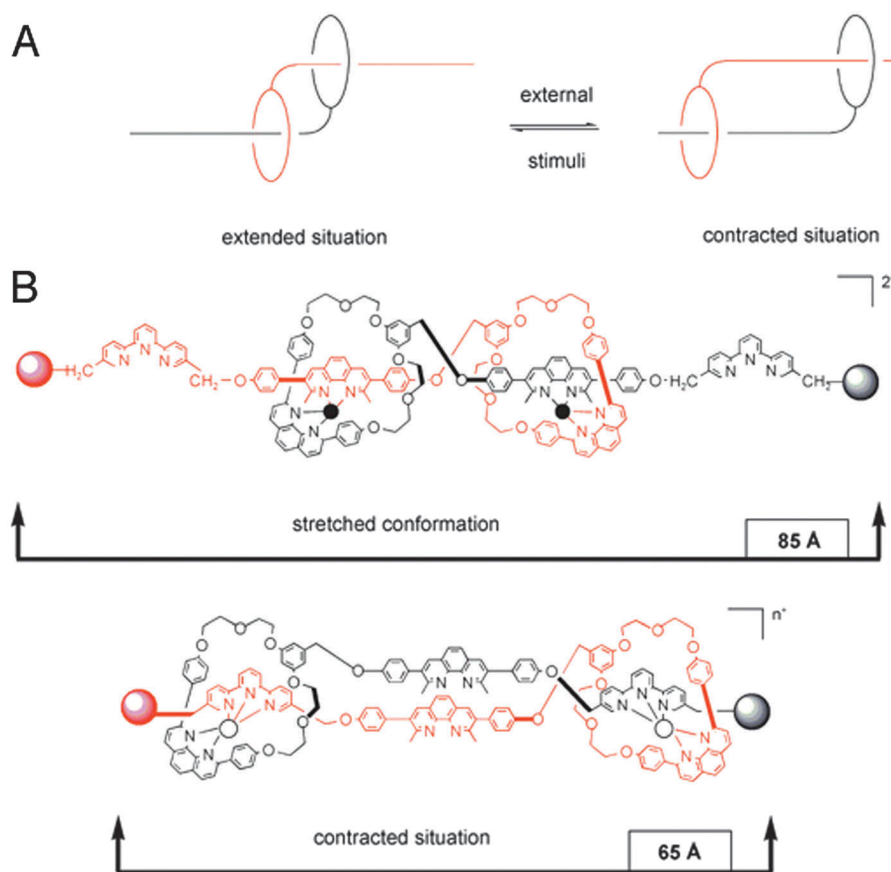 A
external
stimuli
extended situation
contracted situation
B
2
O O O O O O
H₂C CH₂ O N N N O O CH₂ H₂C
N N N N N N N N N N
O O O O
stretched conformation
85 Å
n⁺
O O O O O O
O O O O
N N N N N N N N N N
O O O O
contracted situation
65 Å